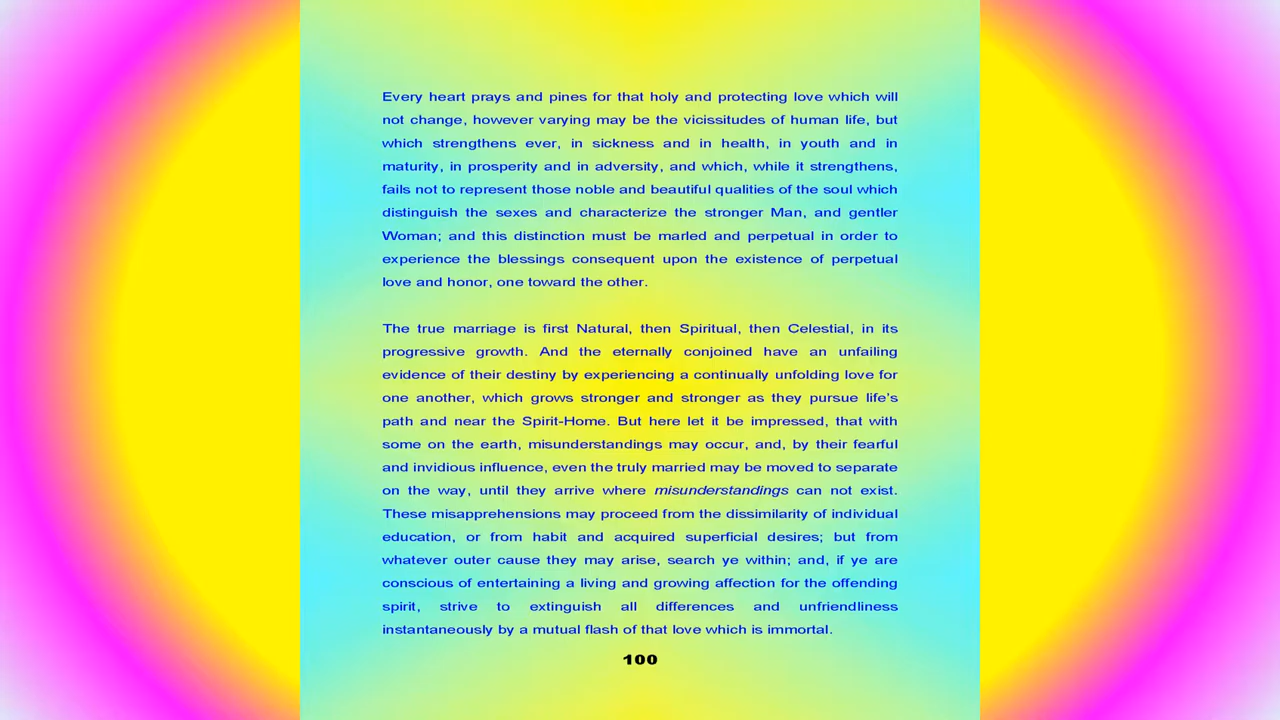 Every heart prays and pines for that holy and protecting love which will
not change, however varying may be the vicissitudes of human life, but
which strengthens ever, in sickness and in health, in youth and in
maturity, in prosperity and in adversity, and which, while it strengthens,
fails not to represent those noble and beautiful qualities of the soul which
distinguish the sexes and characterize the stronger Man, and gentler
Woman; and this distinction must be marled and perpetual in order to
experience the blessings consequent upon the existence of perpetual
love and honor, one toward the other.
The true marriage is first Natural, then Spiritual, then Celestial, in its
progressive growth. And the eternally conjoined have an unfailing
evidence of their destiny by experiencing a continually unfolding love for
one another, which grows stronger and stronger as they pursue life's
path and near the Spirit-Home. But here let it be impressed, that with
some on the earth, misunderstandings may occur, and, by their fearful
and invidious influence, even the truly married may be moved to separate
on the way, until they arrive where misunderstandings can not exist.
These misapprehensions may proceed from the dissimilarity of individual
education, or from habit and acquired superficial desires; but from
whatever outer cause they may arise, search ye within; and, if ye are
conscious of entertaining a living and growing affection for the offending
spirit, strive to extinguish all differences and unfriendliness
instantaneously by a mutual flash of that love which is immortal.
100